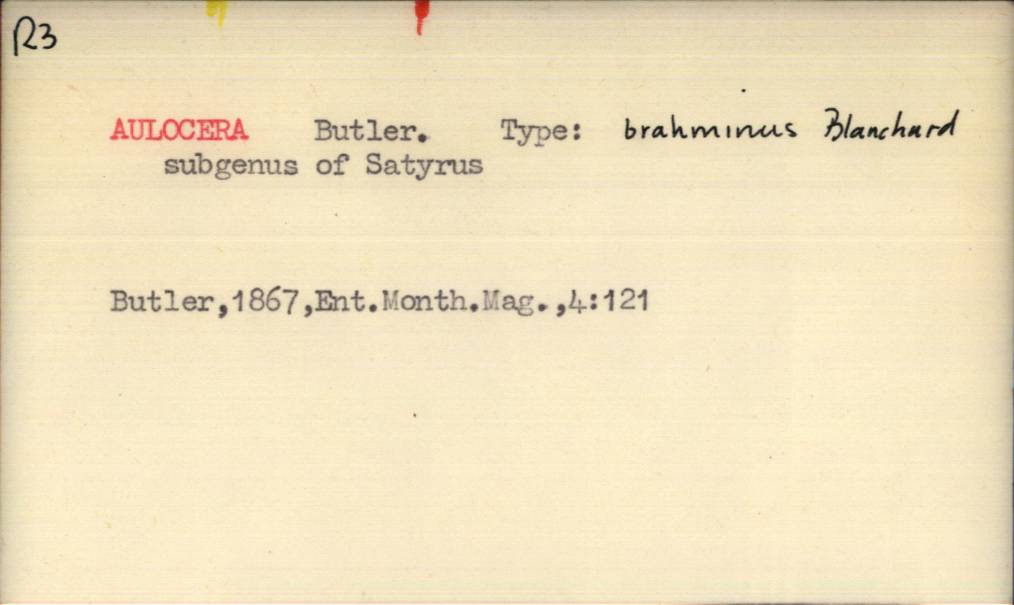 R3
AULOCERA Butler. Type: brahminus Blanchard
subgenus of Satyrus
Butler,1867,Ent.Month.Mag.,4:121